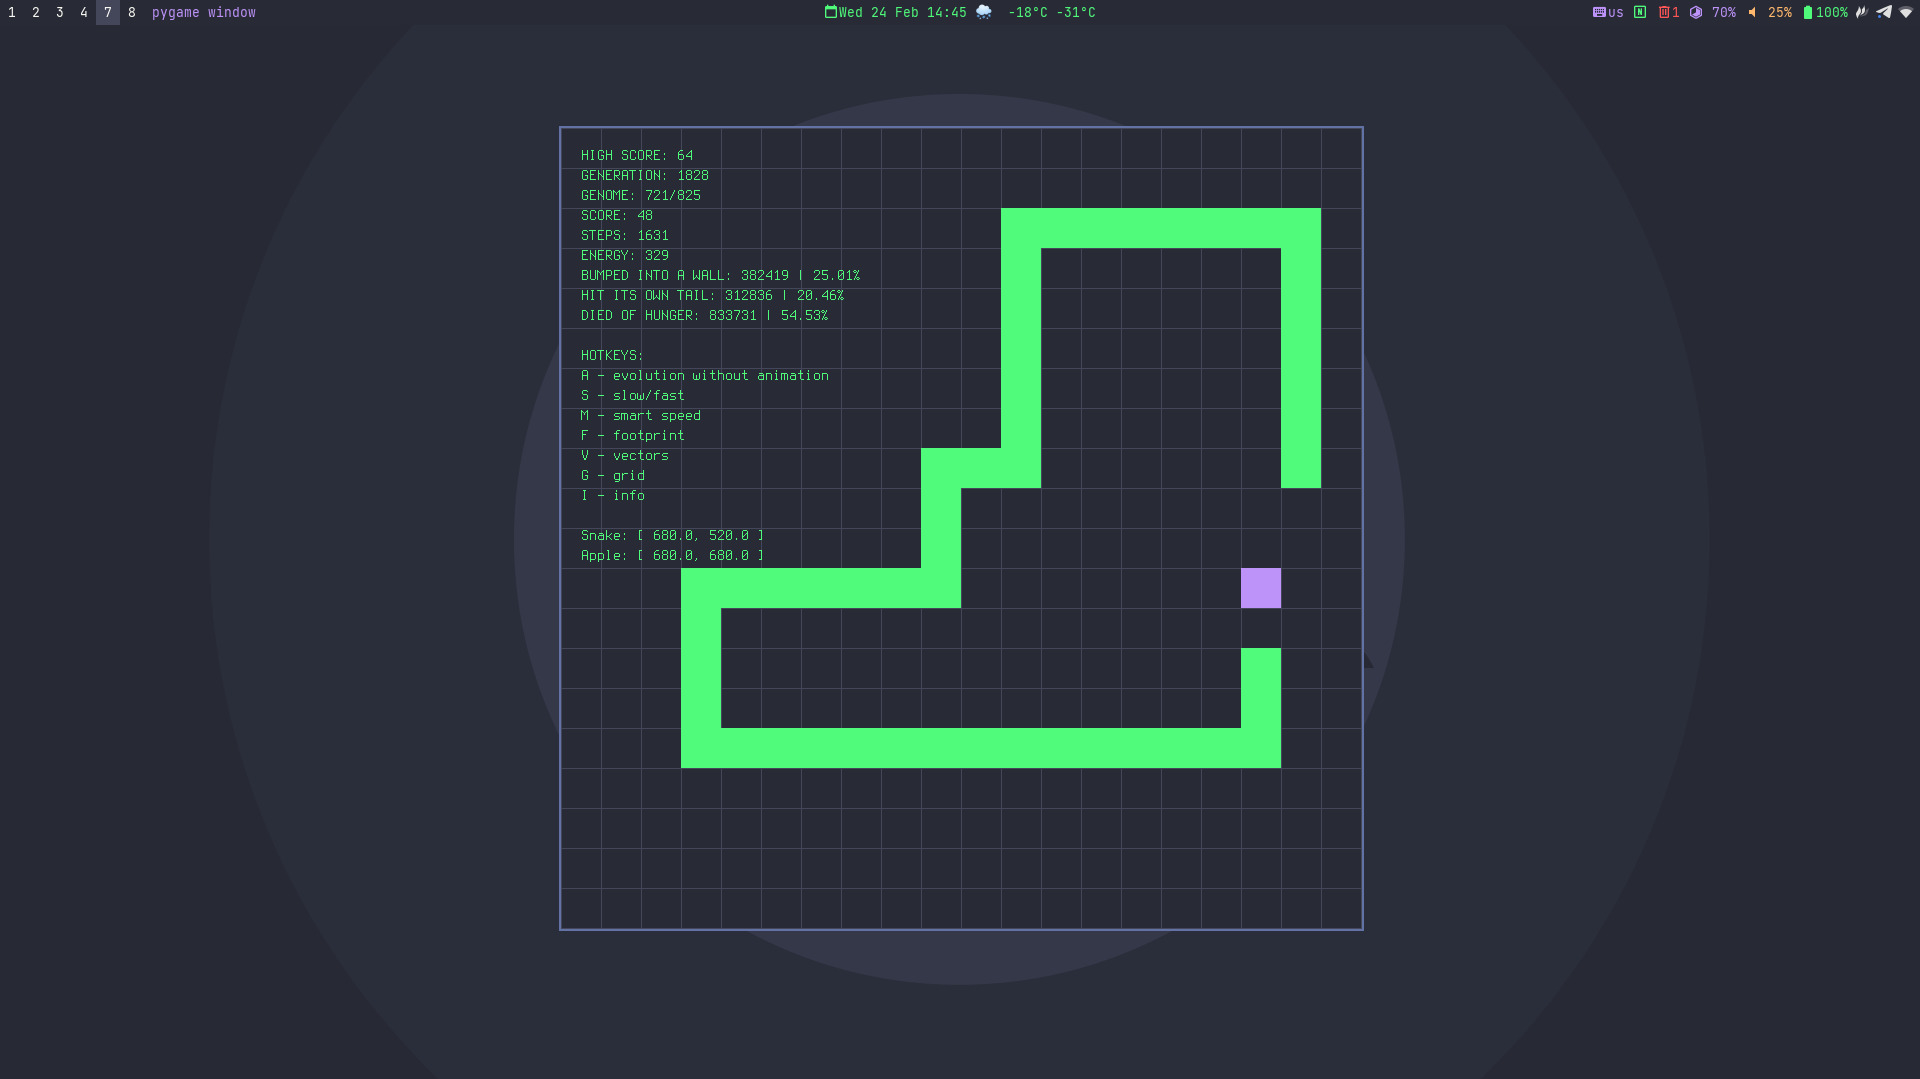 1 2 3 4 7 8 pygame window Wed 24 Feb 14:45 -18°C -31°C us N 1 70% 25% 100%
HIGH SCORE: 64
GENERATION: 1828
GENOME: 721/825
SCORE: 48
STEPS: 1631
ENERGY: 329
BUMPED INTO A WALL: 382419 | 25.01%
HIT ITS OWN TAIL: 312836 | 20.46%
DIED OF HUNGER: 833731 | 54.53%
HOTKEYS:
A - evolution without animation
S - slow/fast
M - smart speed
F - footprint
V - vectors
G - grid
I - info
Snake: [ 680.0, 520.0 ]
Apple: [ 680.0, 680.0 ]